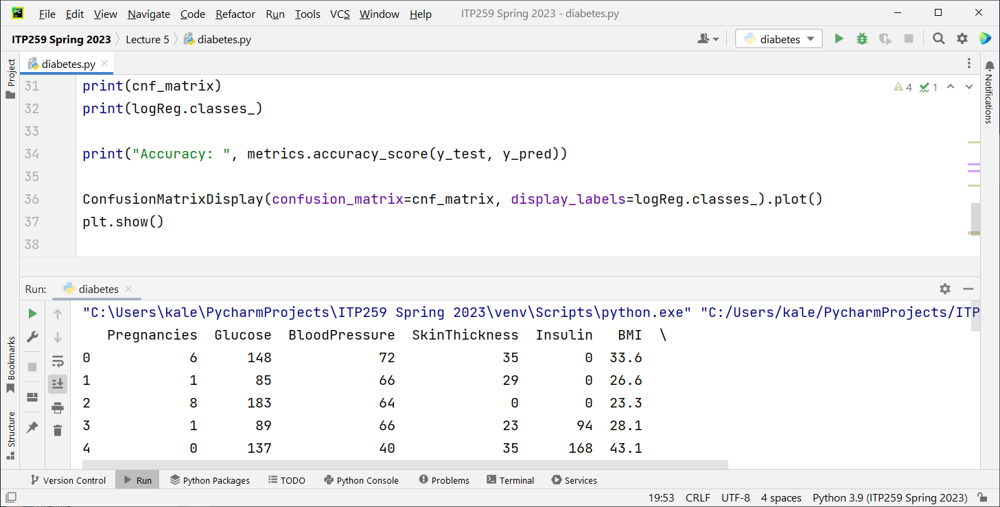 PC
File Edit View Navigate Code Refactor Run Tools VCS Window Help ITP259 Spring 2023 - diabetes.py
ITP259 Spring 2023 Lecture 5 diabetes.py diabetes
Project
diabetes.py
Notifications
4 1
31 print(cnf_matrix)
32 print(logReg.classes_)
33
34 print("Accuracy: ", metrics.accuracy_score(y_test, y_pred))
35
36 ConfusionMatrixDisplay(confusion_matrix=cnf_matrix, display_labels=logReg.classes_).plot()
37 plt.show()
38
Run: diabetes
"C:\Users\kale\PycharmProjects\ITP259 Spring 2023\venv\Scripts\python.exe" "C:/Users/kale/PycharmProjects/ITP
Pregnancies Glucose BloodPressure SkinThickness Insulin BMI \
0 6 148 72 35 0 33.6
1 1 85 66 29 0 26.6
2 8 183 64 0 0 23.3
3 1 89 66 23 94 28.1
4 0 137 40 35 168 43.1
Bookmarks
Structure
Version Control Run Python Packages TODO Python Console Problems Terminal Services
19:53 CRLF UTF-8 4 spaces Python 3.9 (ITP259 Spring 2023)